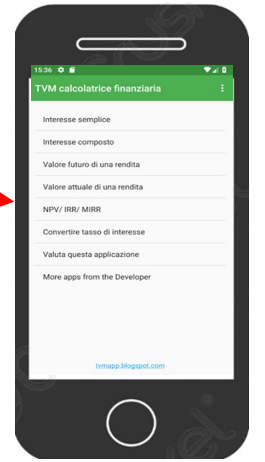 15:36
TVM calcolatrice finanziaria
Interesse semplice
Interesse composto
Valore futuro di una rendita
Valore attuale di una rendita
NPV/ IRR/ MIRR
Convertire tasso di interesse
Valuta questa applicazione
More apps from the Developer
tvmapp.blogspot.com